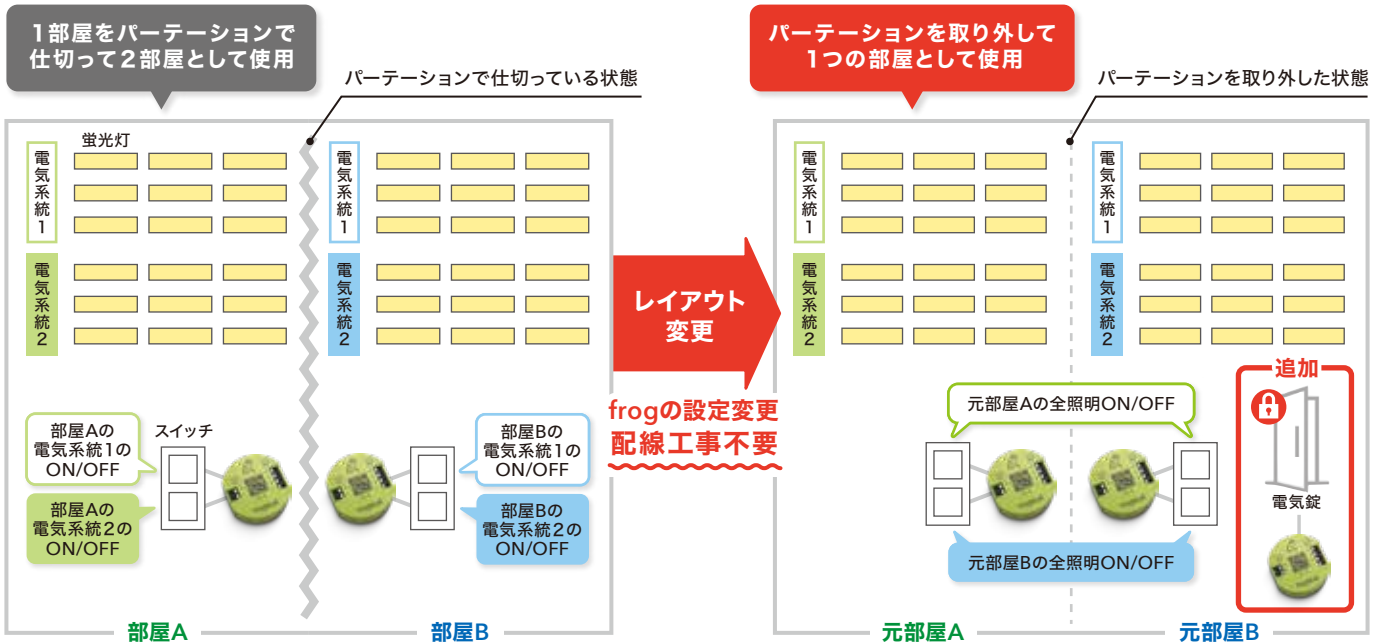 1部屋をパーテーションで
仕切って2部屋として使用
パーテーションで仕切っている状態
蛍光灯
電気系統1
電気系統2
電気系統1
電気系統2
部屋Aの
電気系統1の
ON/OFF
スイッチ
部屋Aの
電気系統2の
ON/OFF
部屋Bの
電気系統1の
ON/OFF
部屋Bの
電気系統2の
ON/OFF
部屋A
部屋B
レイアウト
変更
frogの設定変更
配線工事不要
パーテーションを取り外して
1つの部屋として使用
パーテーションを取り外した状態
電気系統1
電気系統2
電気系統1
電気系統2
元部屋Aの全照明ON/OFF
元部屋Bの全照明ON/OFF
追加
電気錠
元部屋A
元部屋B